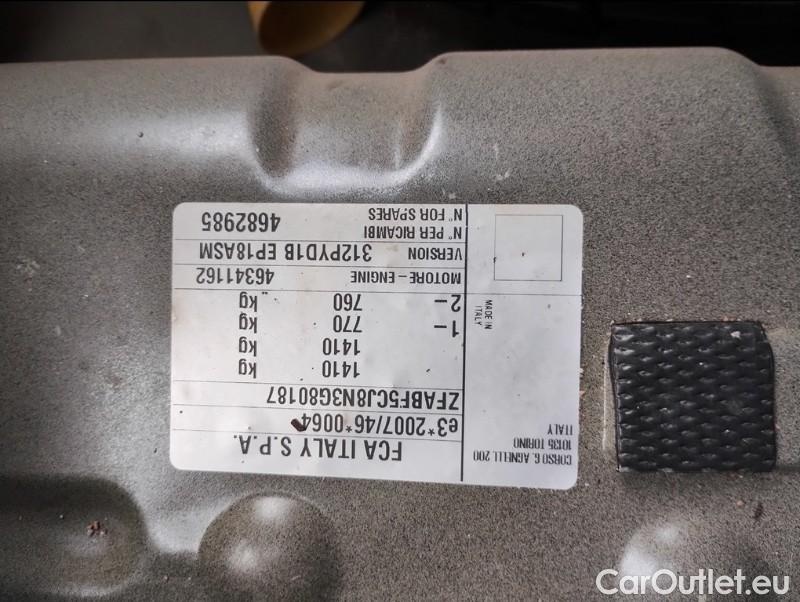 FCA ITALY S.P.A.
e3*2007/46*0064
ZFABF5CJ8N3G80187
1410 kg
1410 kg
1– 770 kg
2– 760 kg
MOTORE – ENGINE 46341162
VERSION 312PYD1B EP18ASM
N° PER RICAMBI
N° FOR SPARES 4682985
CORSO G. AGNELLI, 200
10135 TORINO
ITALY
MADE IN
ITALY
CarOutlet.eu